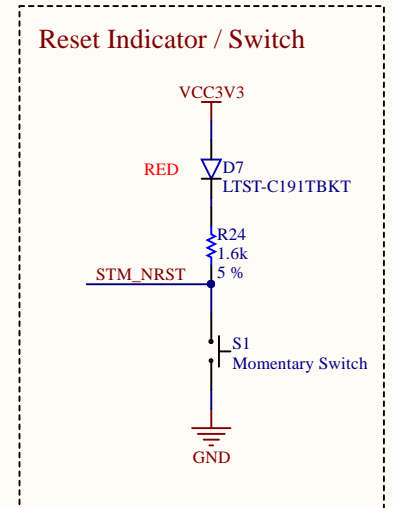 Reset Indicator / Switch
VCC3V3
RED
D7
LTST-C191TBKT
R24
1.6k
5 %
STM_NRST
S1
Momentary Switch
GND